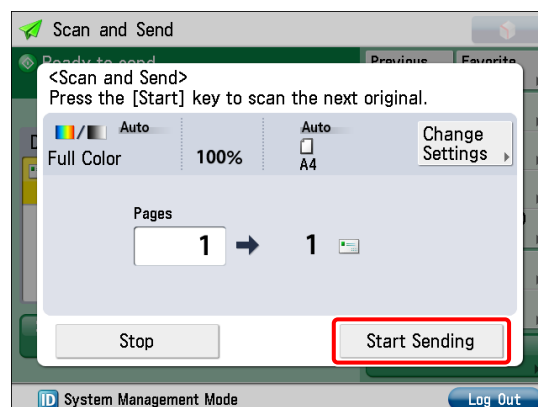 Scan and Send
Ready to send
Previous
Favorite
<Scan and Send>
Press the [Start] key to scan the next original.
Auto
Full Color
100%
Auto
A4
Change
Settings
Pages
1
1
Stop
Start Sending
ID System Management Mode
Log Out